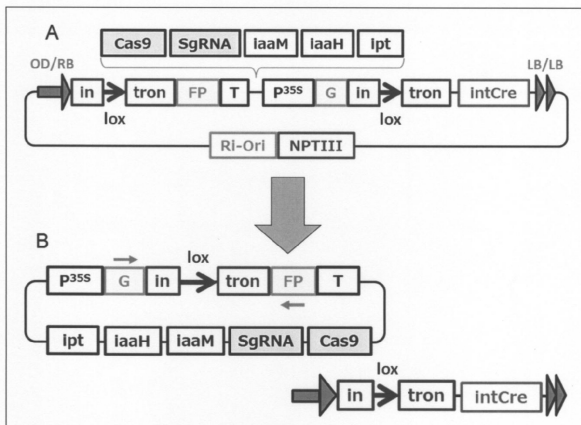 A
Cas9 SgRNA iaaM iaaH ipt
OD/RB LB/LB
in tron FP T P35S G in tron intCre
lox lox
Ri-Ori NPTIII
B
P35S G in lox tron FP T
ipt iaaH iaaM SgRNA Cas9
lox
in tron intCre